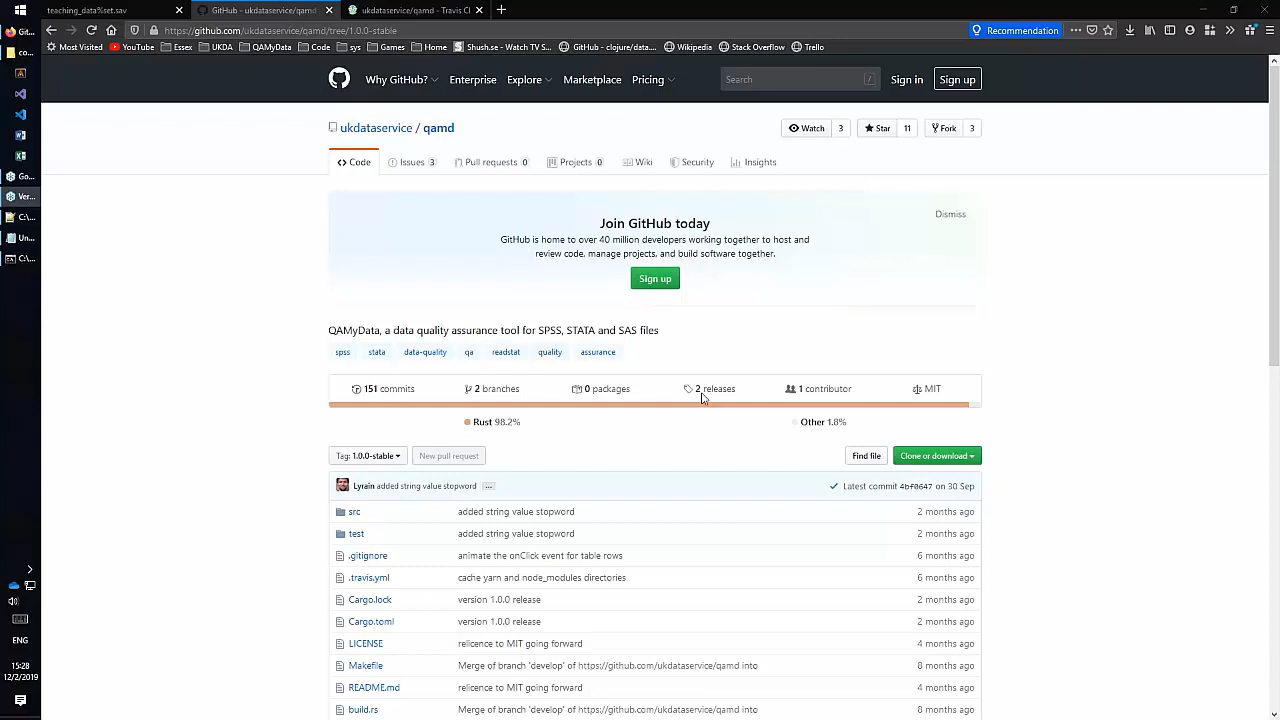 teaching_data%set.sav
GitHub - ukdataservice/qamd:
ukdataservice/qamd - Travis CI
https://github.com/ukdataservice/qamd/tree/1.0.0-stable
Recommendation
Most Visited YouTube Essex UKDA QAMyData Code sys Games Home Shush.se - Watch TV S... GitHub - clojure/data.... Wikipedia Stack Overflow Trello
Go...
Ver...
C:\...
Un...
C:\...
ENG
15:28
12/2/2019
Why GitHub? Enterprise Explore Marketplace Pricing Search / Sign in Sign up
ukdataservice / qamd
Watch 3 Star 11 Fork 3
Code Issues 3 Pull requests 0 Projects 0 Wiki Security Insights
Join GitHub today
Dismiss
GitHub is home to over 40 million developers working together to host and
review code, manage projects, and build software together.
Sign up
QAMyData, a data quality assurance tool for SPSS, STATA and SAS files
spss stata data-quality qa readstat quality assurance
151 commits 2 branches 0 packages 2 releases 1 contributor MIT
Rust 98.2% Other 1.8%
Tag: 1.0.0-stable New pull request Find file Clone or download
Lyrain added string value stopword ... Latest commit 4bf0647 on 30 Sep
src added string value stopword 2 months ago
test added string value stopword 2 months ago
.gitignore animate the onClick event for table rows 6 months ago
.travis.yml cache yarn and node_modules directories 6 months ago
Cargo.lock version 1.0.0 release 2 months ago
Cargo.toml version 1.0.0 release 2 months ago
LICENSE relicence to MIT going forward 4 months ago
Makefile Merge of branch 'develop' of https://github.com/ukdataservice/qamd into 8 months ago
README.md relicence to MIT going forward 4 months ago
build.rs Merge of branch 'develop' of https://github.com/ukdataservice/qamd into 8 months ago